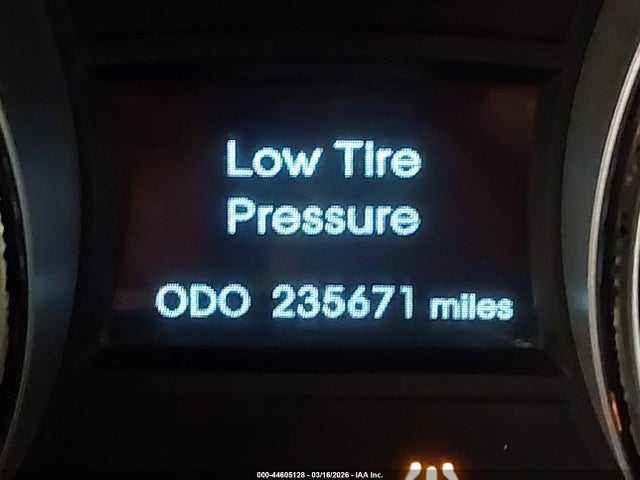 Low Tire
Pressure
ODO 235671 miles
000-44605128 - 03/16/2026 - IAA Inc.